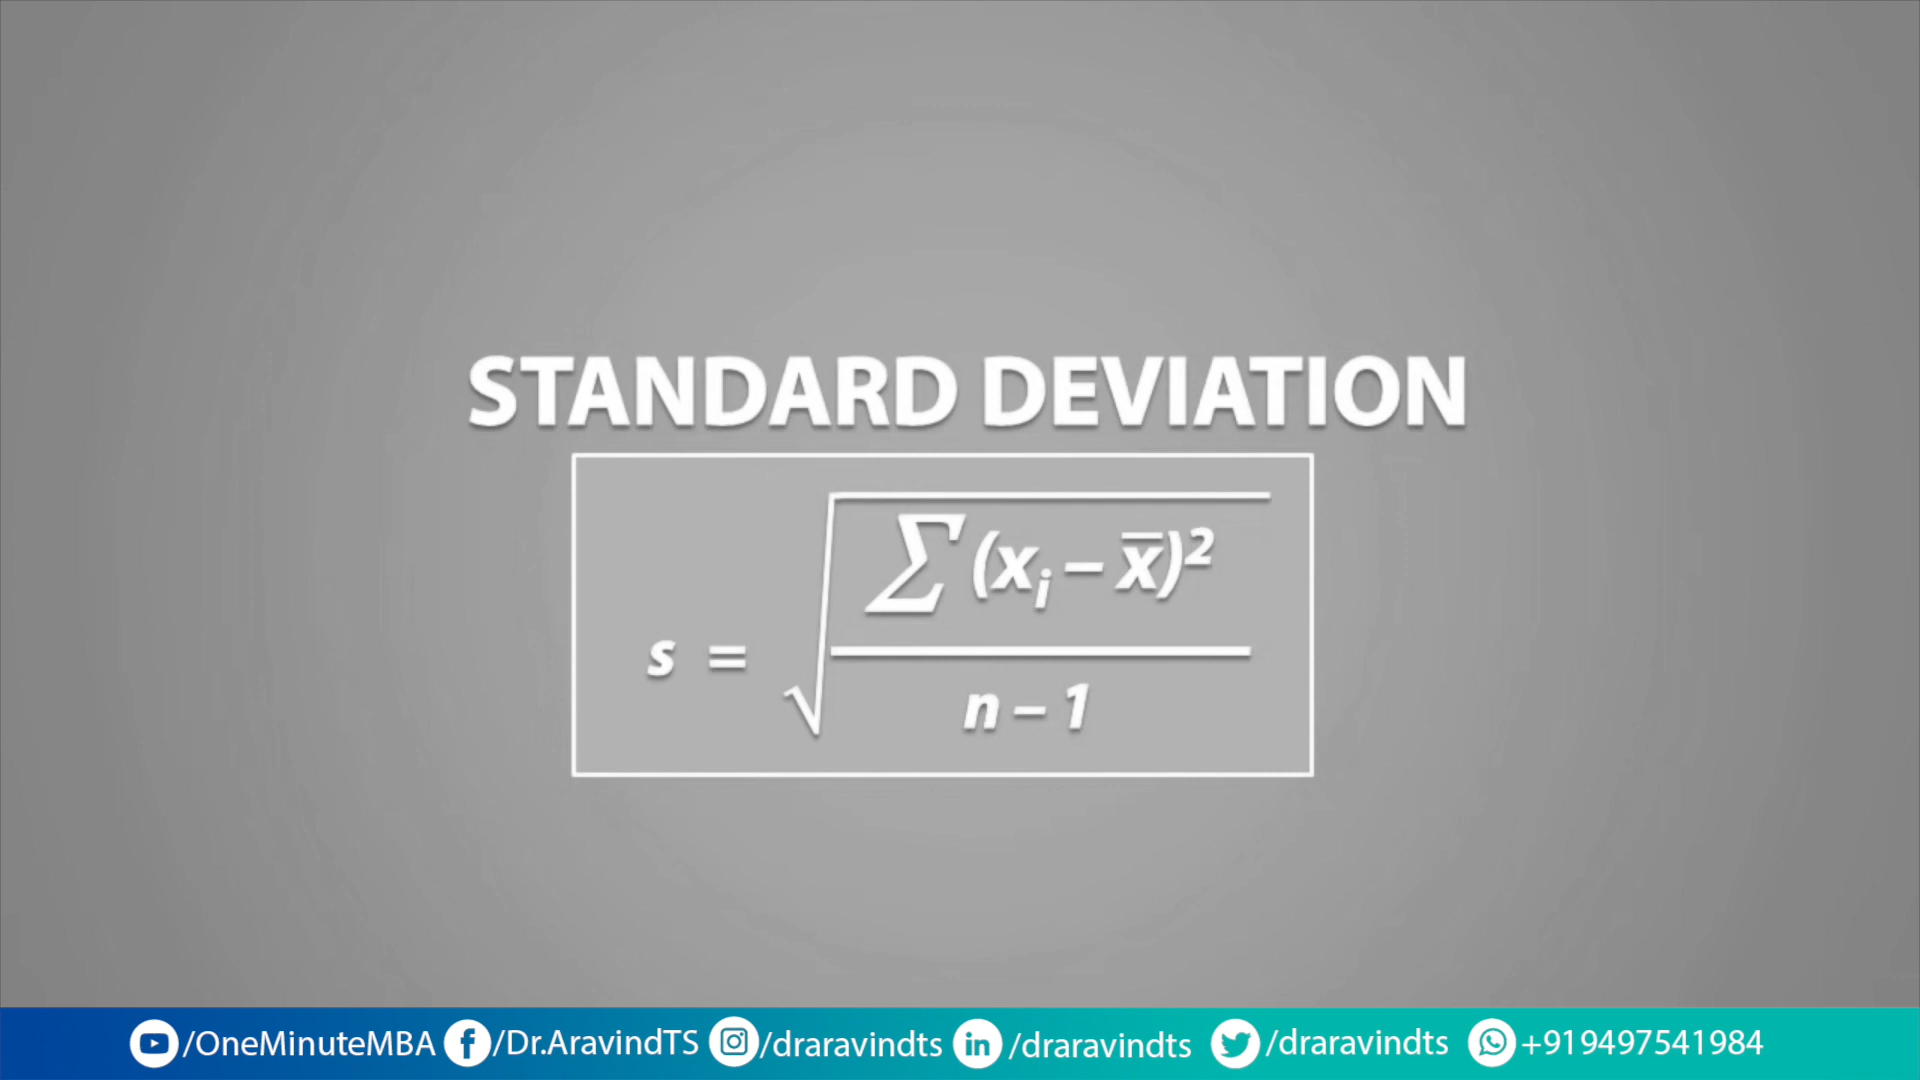 STANDARD DEVIATION
∑(xᵢ – x̄)²
s = √
n – 1
/OneMinuteMBA /Dr.AravindTS /draravindts /draravindts /draravindts +919497541984